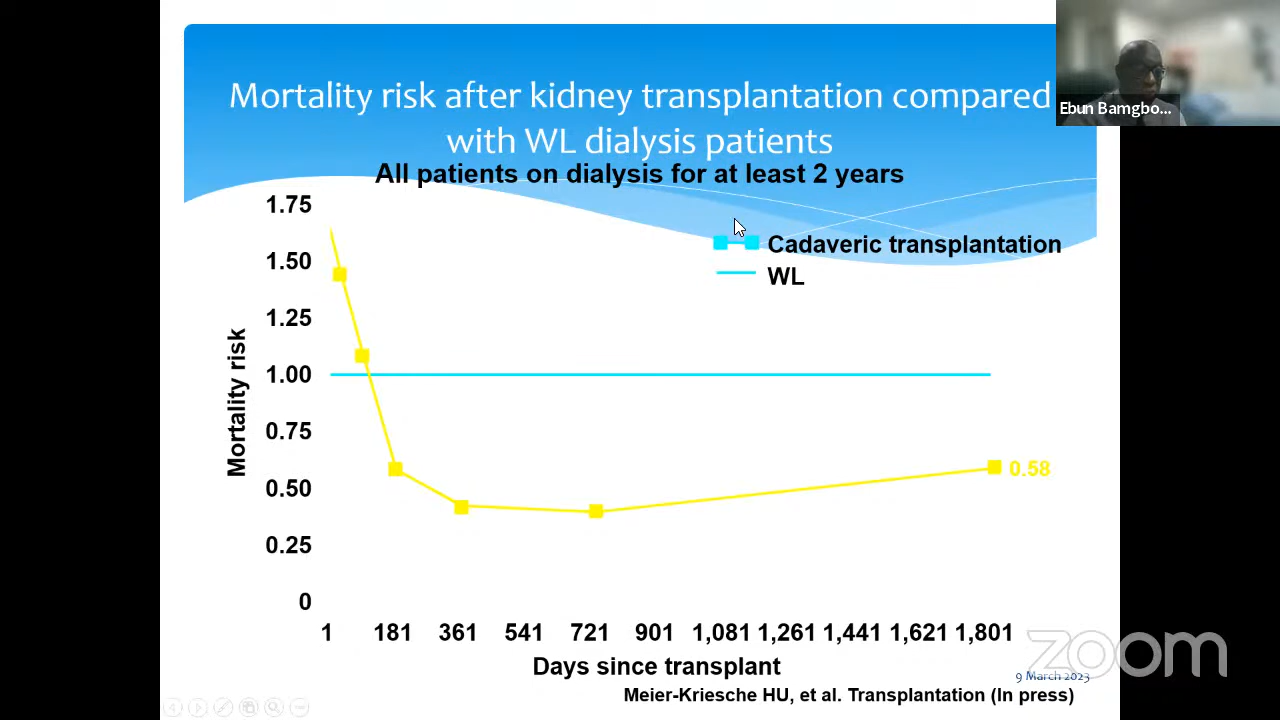 Mortality risk after kidney transplantation compared
with WL dialysis patients
All patients on dialysis for at least 2 years
Ebun Bamgbo...
1.75
1.50
1.25
1.00
0.75
0.50
0.25
0
Mortality risk
Cadaveric transplantation
WL
0.58
1 181 361 541 721 901 1,081 1,261 1,441 1,621 1,801
Days since transplant
zoom
9 March 2023
Meier-Kriesche HU, et al. Transplantation (In press)